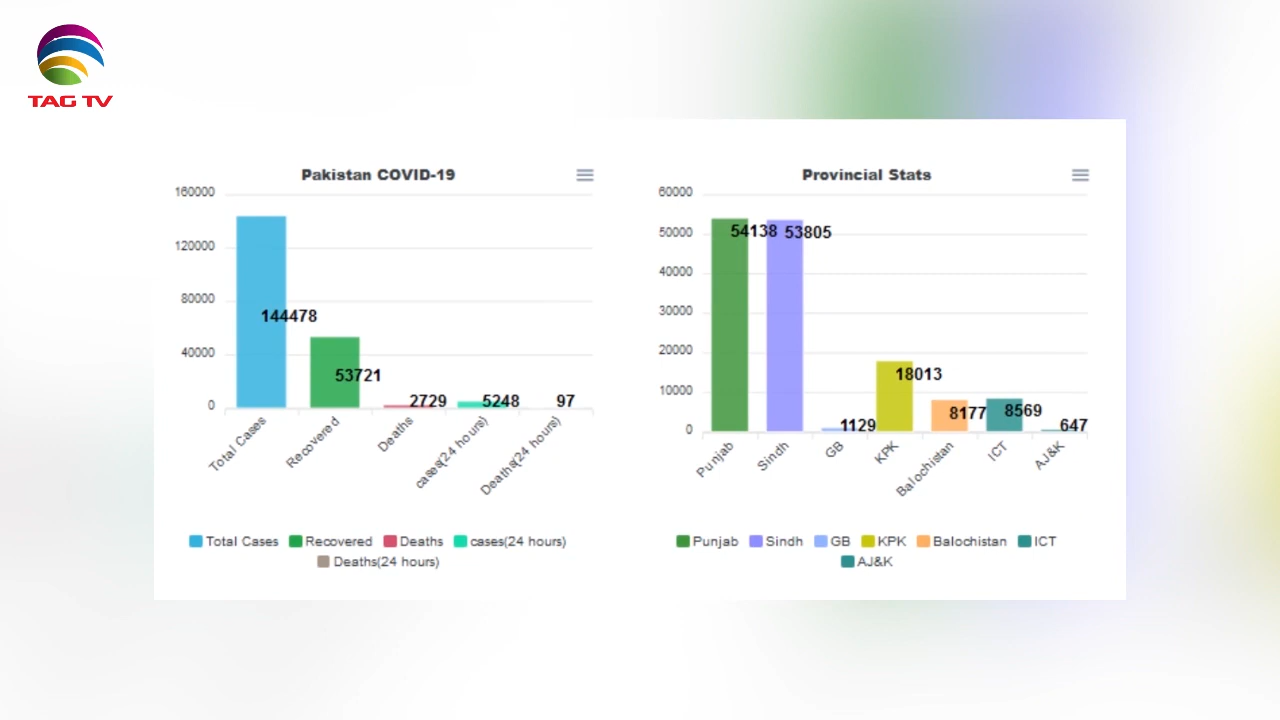 TAG TV
Pakistan COVID-19
160000
120000
80000
40000
0
144478
53721
2729
5248
97
Total Cases
Recovered
Deaths
cases(24 hours)
Deaths(24 hours)
Total Cases Recovered Deaths cases(24 hours)
Deaths(24 hours)
Provincial Stats
60000
50000
40000
30000
20000
10000
0
54138
53805
1129
18013
8177
8569
647
Punjab
Sindh
GB
KPK
Balochistan
ICT
AJ&K
Punjab Sindh GB KPK Balochistan ICT
AJ&K